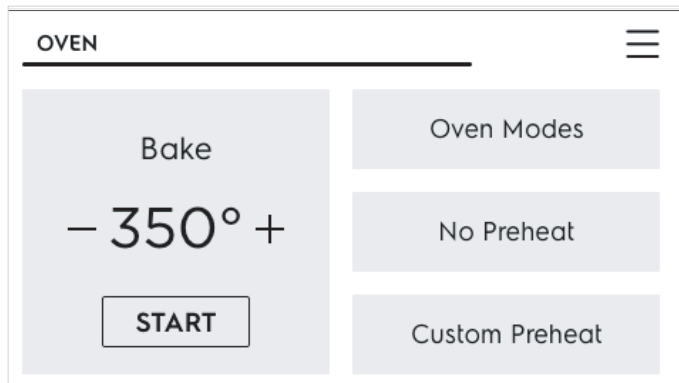 OVEN
Bake
− 350° +
START
Oven Modes
No Preheat
Custom Preheat